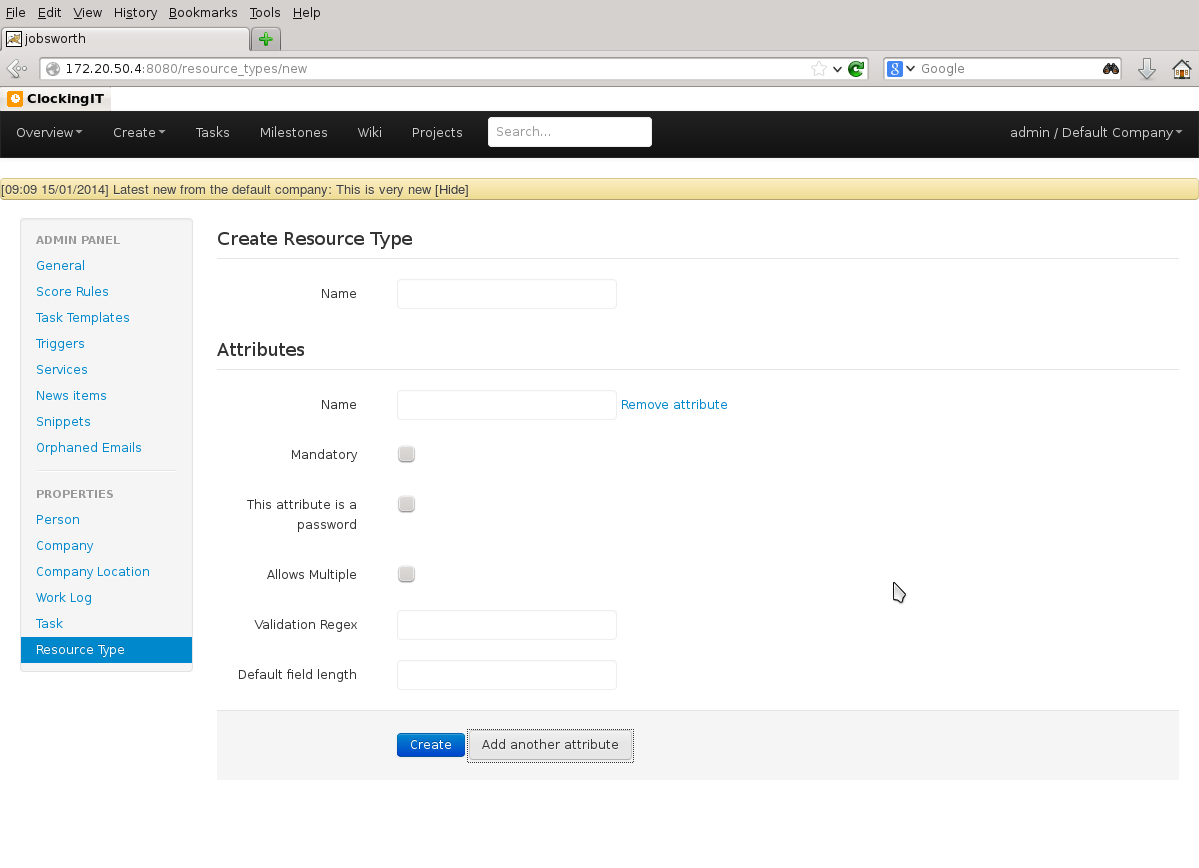 File Edit View History Bookmarks Tools Help
jobsworth
172.20.50.4:8080/resource_types/new
Google
ClockingIT
Overview Create Tasks Milestones Wiki Projects Search... admin / Default Company
[09:09 15/01/2014] Latest new from the default company: This is very new [Hide]
ADMIN PANEL
General
Score Rules
Task Templates
Triggers
Services
News items
Snippets
Orphaned Emails
PROPERTIES
Person
Company
Company Location
Work Log
Task
Resource Type
Create Resource Type
Name
Attributes
Name Remove attribute
Mandatory
This attribute is a
password
Allows Multiple
Validation Regex
Default field length
Create Add another attribute